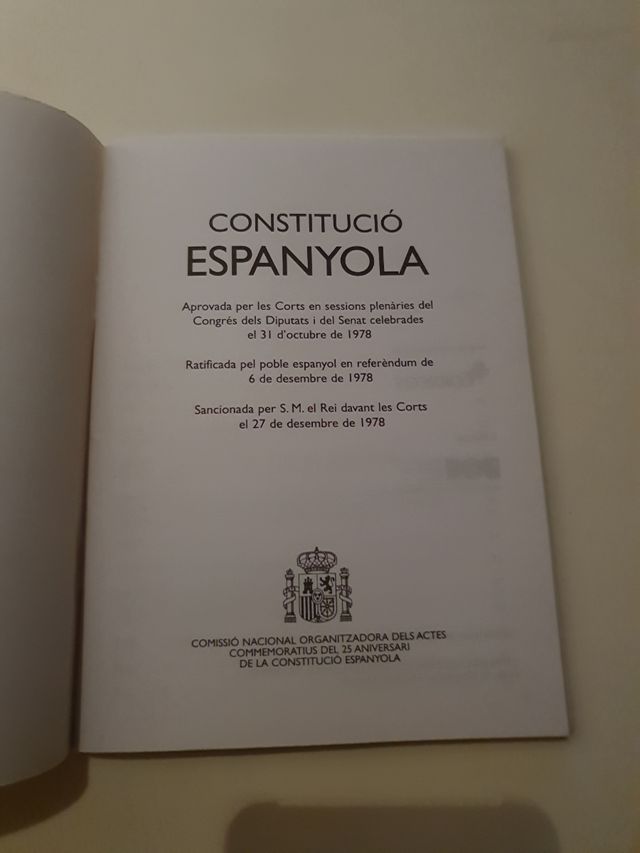 CONSTITUCIÓ
ESPANYOLA
Aprovada per les Corts en sessions plenàries del
Congrés dels Diputats i del Senat celebrades
el 31 d'octubre de 1978
Ratificada pel poble espanyol en referèndum de
6 de desembre de 1978
Sancionada per S. M. el Rei davant les Corts
el 27 de desembre de 1978
COMISSIÓ NACIONAL ORGANITZADORA DELS ACTES
COMMEMORATIUS DEL 25 ANIVERSARI
DE LA CONSTITUCIÓ ESPANYOLA